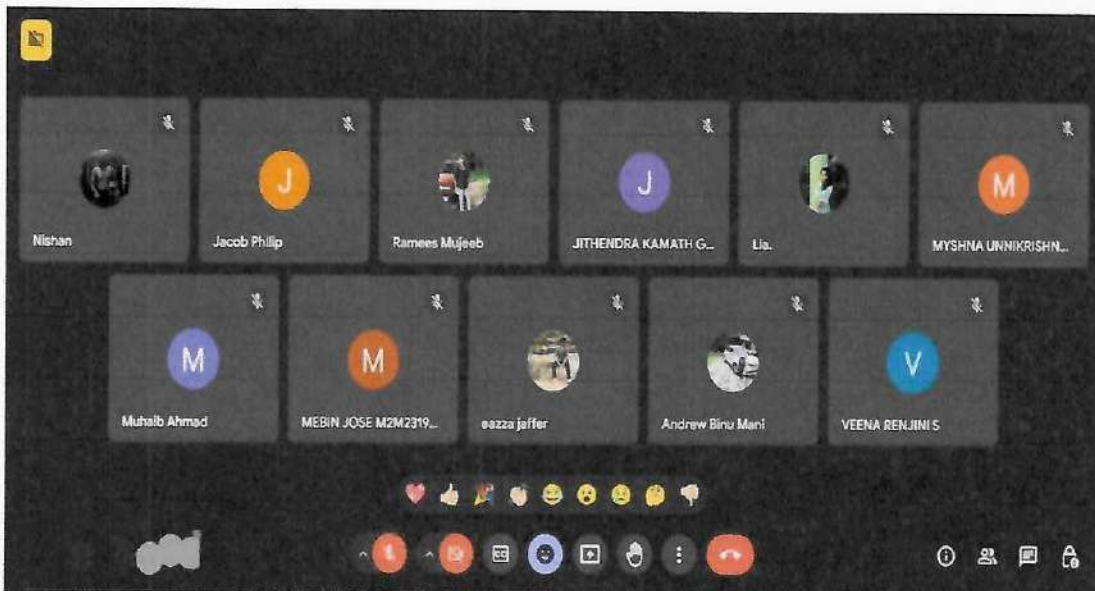 J
J
M
Nishan
Jacob Philip
Ramees Mujeeb
JITHENDRA KAMATH G...
Lia.
MYSHNA UNNIKRISHN...
M
M
V
Muhaib Ahmad
MEBIN JOSE M2M2319...
eazza jaffer
Andrew Binu Mani
VEENA RENJINI S
CC